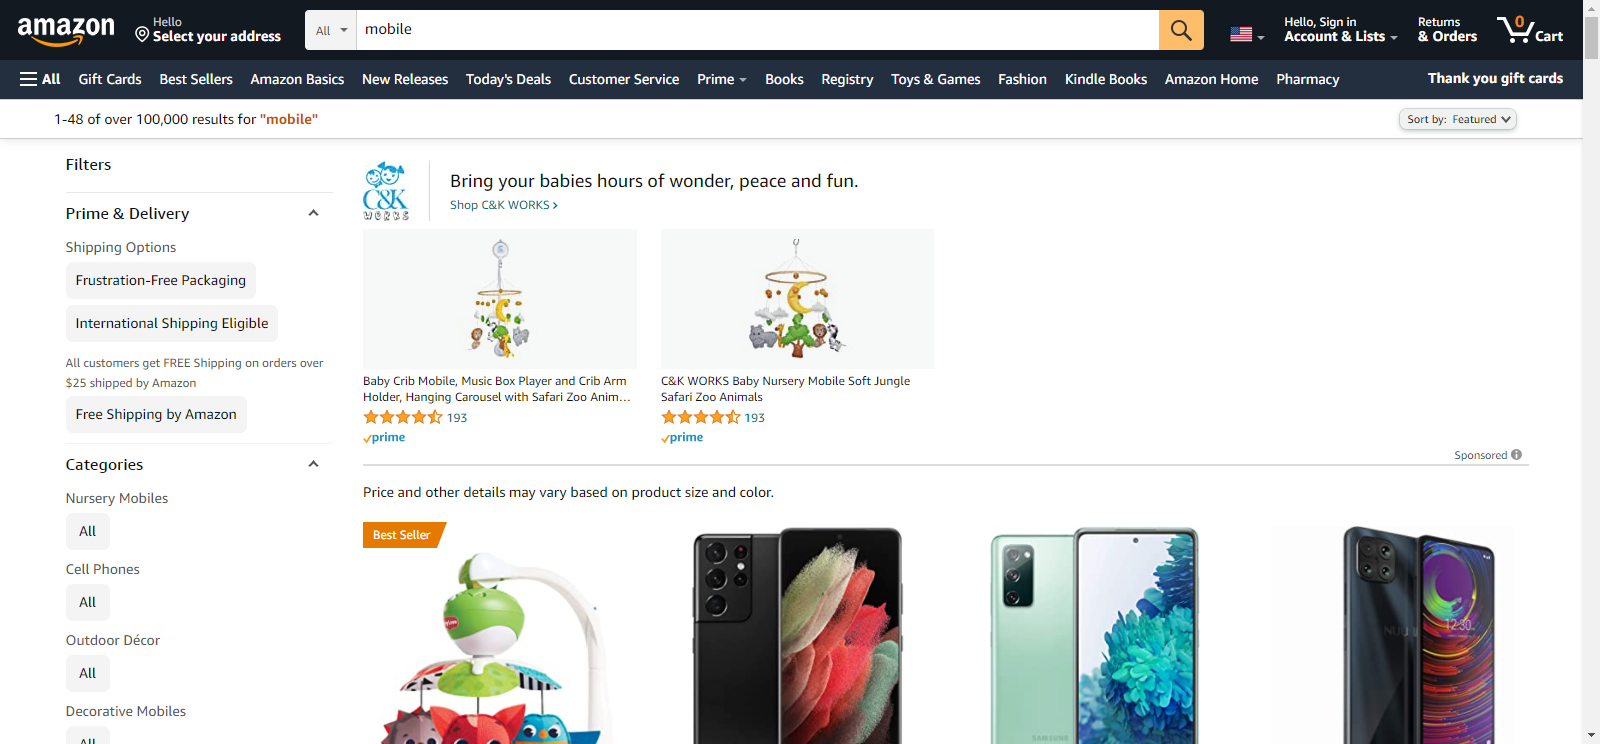 amazon
Hello
Select your address
All
mobile
Hello, Sign in
Account & Lists
Returns
& Orders
0
Cart
All
Gift Cards
Best Sellers
Amazon Basics
New Releases
Today's Deals
Customer Service
Prime
Books
Registry
Toys & Games
Fashion
Kindle Books
Amazon Home
Pharmacy
Thank you gift cards
1-48 of over 100,000 results for "mobile"
Sort by: Featured
Filters
Prime & Delivery
Shipping Options
Frustration-Free Packaging
International Shipping Eligible
All customers get FREE Shipping on orders over
$25 shipped by Amazon
Free Shipping by Amazon
Categories
Nursery Mobiles
All
Cell Phones
All
Outdoor Décor
All
Decorative Mobiles
All
C&K
WORKS
Bring your babies hours of wonder, peace and fun.
Shop C&K WORKS ›
Baby Crib Mobile, Music Box Player and Crib Arm
Holder, Hanging Carousel with Safari Zoo Anim…
193
prime
C&K WORKS Baby Nursery Mobile Soft Jungle
Safari Zoo Animals
193
prime
Sponsored
Price and other details may vary based on product size and color.
Best Seller
SAMSUNG
NUU
12:30